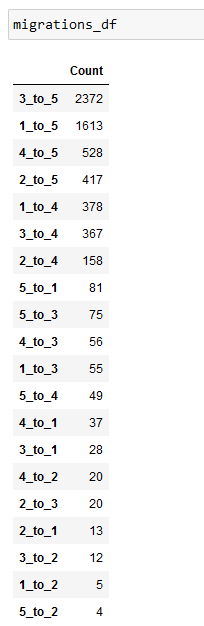 migrations_df
Count
3_to_5 2372
1_to_5 1613
4_to_5 528
2_to_5 417
1_to_4 378
3_to_4 367
2_to_4 158
5_to_1 81
5_to_3 75
4_to_3 56
1_to_3 55
5_to_4 49
4_to_1 37
3_to_1 28
4_to_2 20
2_to_3 20
2_to_1 13
3_to_2 12
1_to_2 5
5_to_2 4